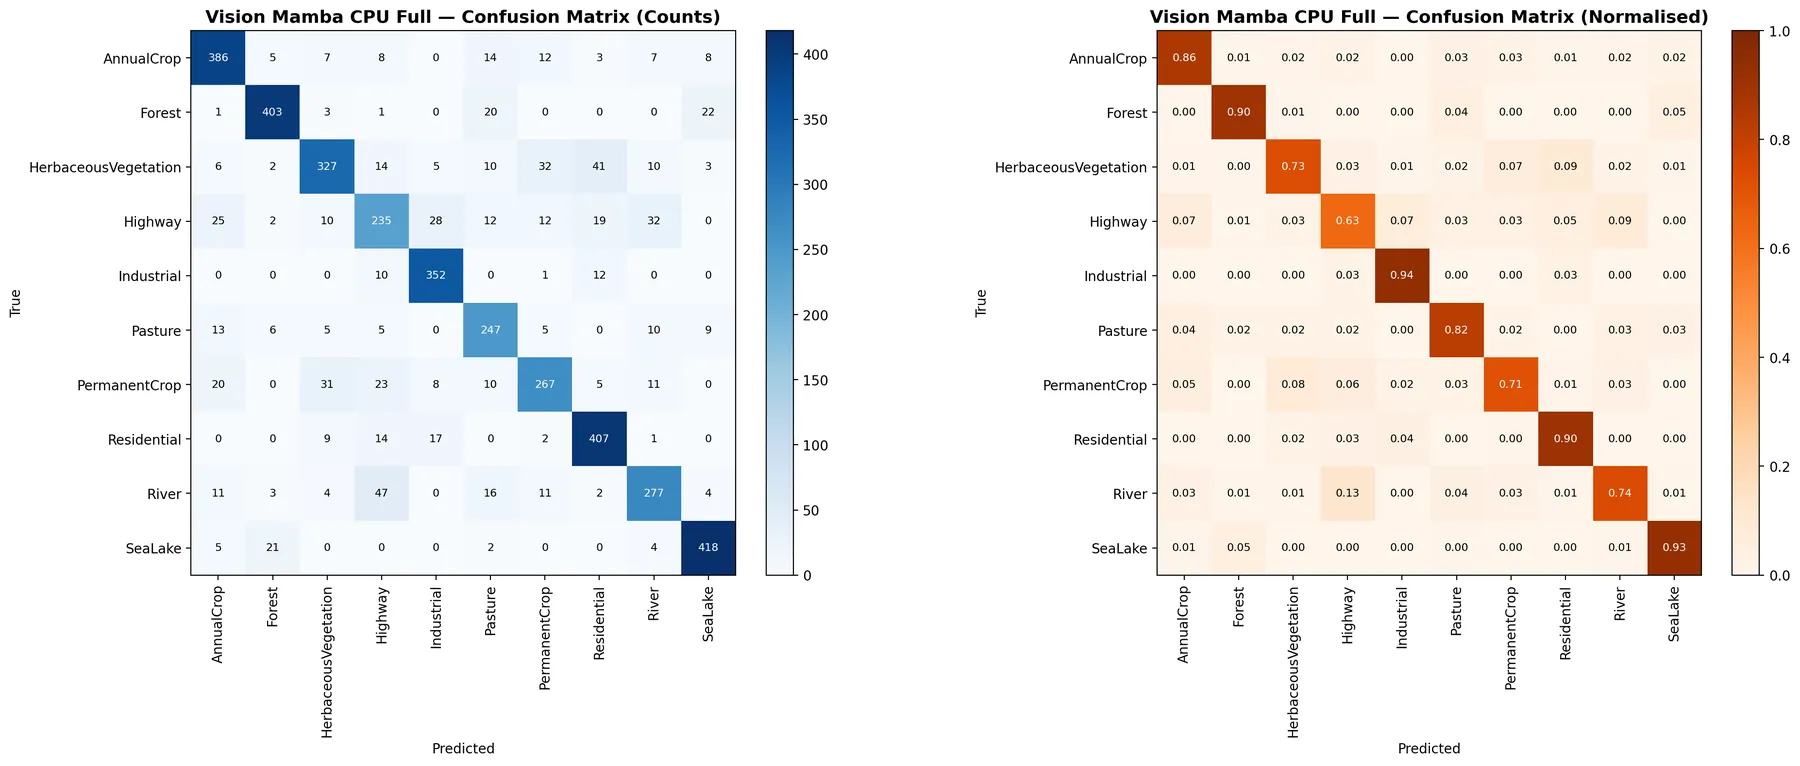 Vision Mamba CPU Full — Confusion Matrix (Counts)
True
AnnualCrop 386 5 7 8 0 14 12 3 7 8
Forest 1 403 3 1 20 0 0 0 22
HerbaceousVegetation 6 2 327 14 5 10 32 41 10 3
Highway 25 2 10 235 28 12 12 19 32 0
Industrial 0 0 0 10 352 0 1 12 0 0
Pasture 13 6 5 5 0 247 5 0 10 9
PermanentCrop 20 0 31 23 8 10 267 5 11 0
Residential 0 0 9 14 17 0 2 407 1 0
River 11 3 4 47 0 16 11 2 277 4
SeaLake 5 21 0 0 0 2 0 0 4 418
AnnualCrop
Forest
HerbaceousVegetation
Highway
Industrial
Pasture
PermanentCrop
Residential
River
SeaLake
Predicted
400
350
300
250
200
150
100
50
0
Vision Mamba CPU Full — Confusion Matrix (Normalised)
True
AnnualCrop 0.86 0.01 0.02 0.02 0.00 0.03 0.03 0.01 0.02 0.02
Forest 0.00 0.90 0.01 0.00 0.00 0.04 0.00 0.00 0.00 0.05
HerbaceousVegetation 0.01 0.00 0.73 0.03 0.01 0.02 0.07 0.09 0.02 0.01
Highway 0.07 0.01 0.03 0.63 0.07 0.03 0.03 0.05 0.09 0.00
Industrial 0.00 0.00 0.00 0.03 0.94 0.00 0.00 0.03 0.00 0.00
Pasture 0.04 0.02 0.02 0.02 0.00 0.82 0.02 0.00 0.03 0.03
PermanentCrop 0.05 0.00 0.08 0.06 0.02 0.03 0.71 0.01 0.03 0.00
Residential 0.00 0.00 0.02 0.03 0.04 0.00 0.00 0.90 0.00 0.00
River 0.03 0.01 0.01 0.13 0.00 0.04 0.03 0.01 0.74 0.01
SeaLake 0.01 0.05 0.00 0.00 0.00 0.00 0.00 0.00 0.01 0.93
AnnualCrop
Forest
HerbaceousVegetation
Highway
Industrial
Pasture
PermanentCrop
Residential
River
SeaLake
Predicted
1.0
0.8
0.6
0.4
0.2
0.0